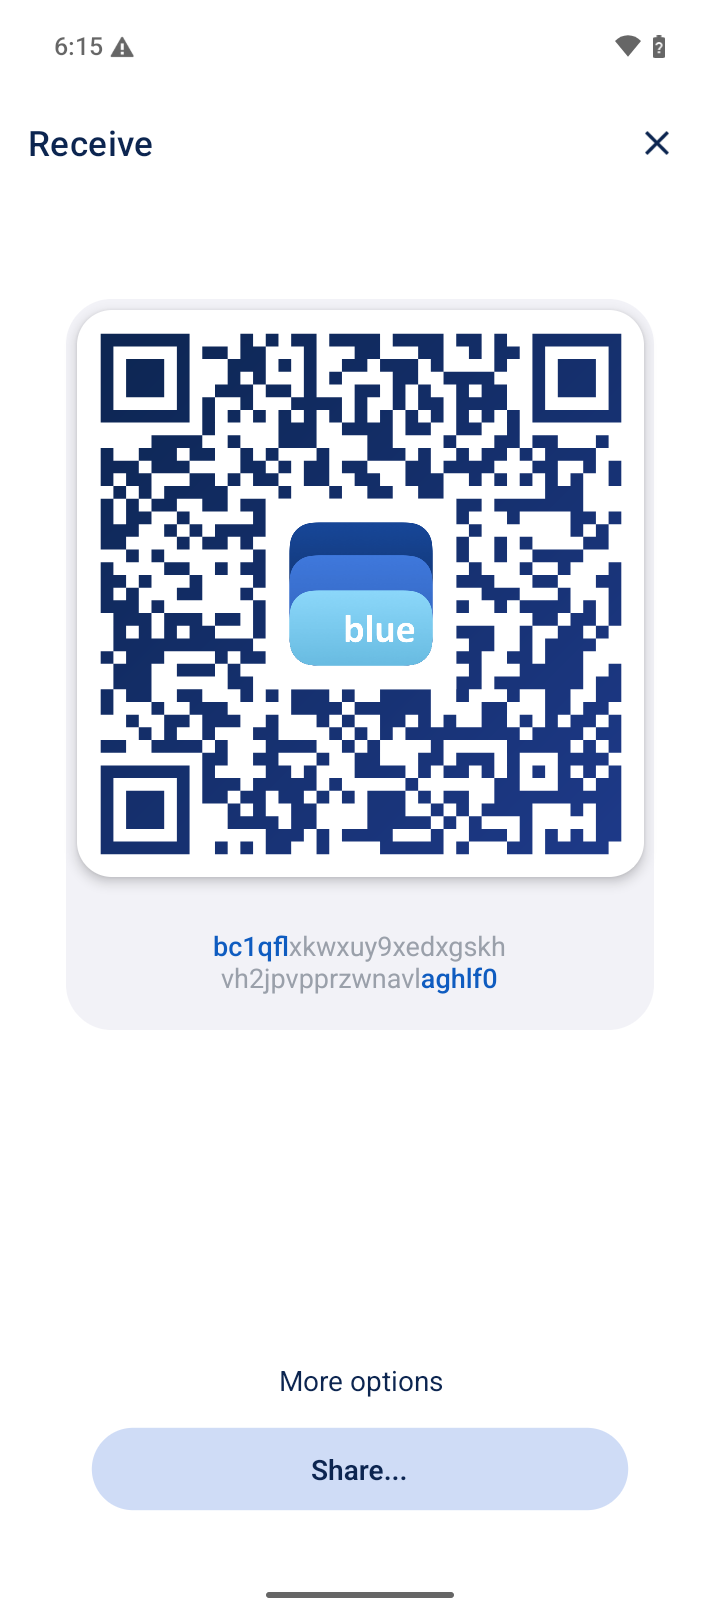 6:15
Receive
blue
bc1qflxkwxuy9xedxgskh
vh2jpvpprzwnavlaghlf0
More options
Share...